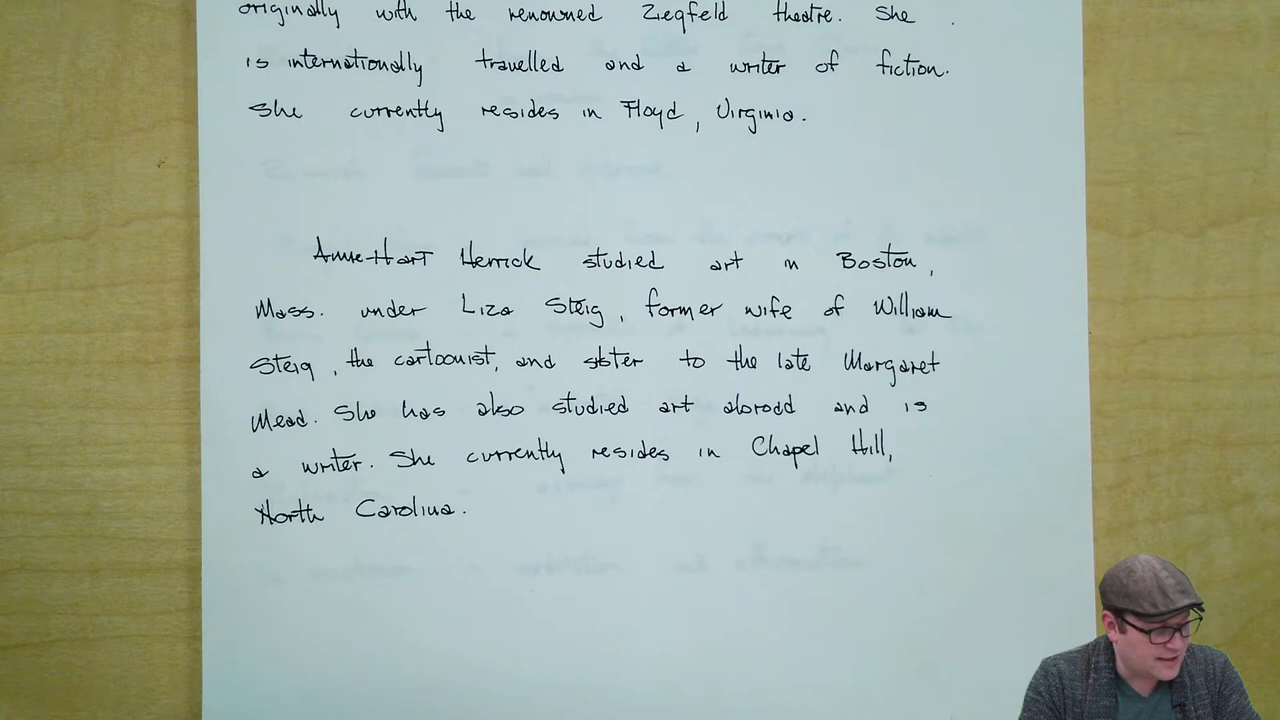 originally with the renowned Ziegfeld theatre. She
is internationally travelled and a writer of fiction.
She currently resides in Floyd, Virginia.
Anne-Hart Herrick studied art in Boston,
Mass. under Liza Steig, former wife of William
Steig, the cartoonist, and sister to the late Margaret
Mead. She has also studied art abroad and is
a writer. She currently resides in Chapel Hill,
North Carolina.